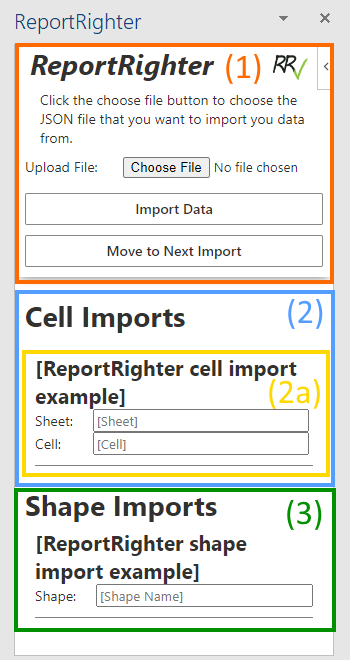 ReportRighter
ReportRighter (1) RR
Click the choose file button to choose the
JSON file that you want to import you data
from.
Upload File: Choose File No file chosen
Import Data
Move to Next Import
Cell Imports (2)
[ReportRighter cell import
example] (2a)
Sheet: [Sheet]
Cell: [Cell]
Shape Imports (3)
[ReportRighter shape
import example]
Shape: [Shape Name]